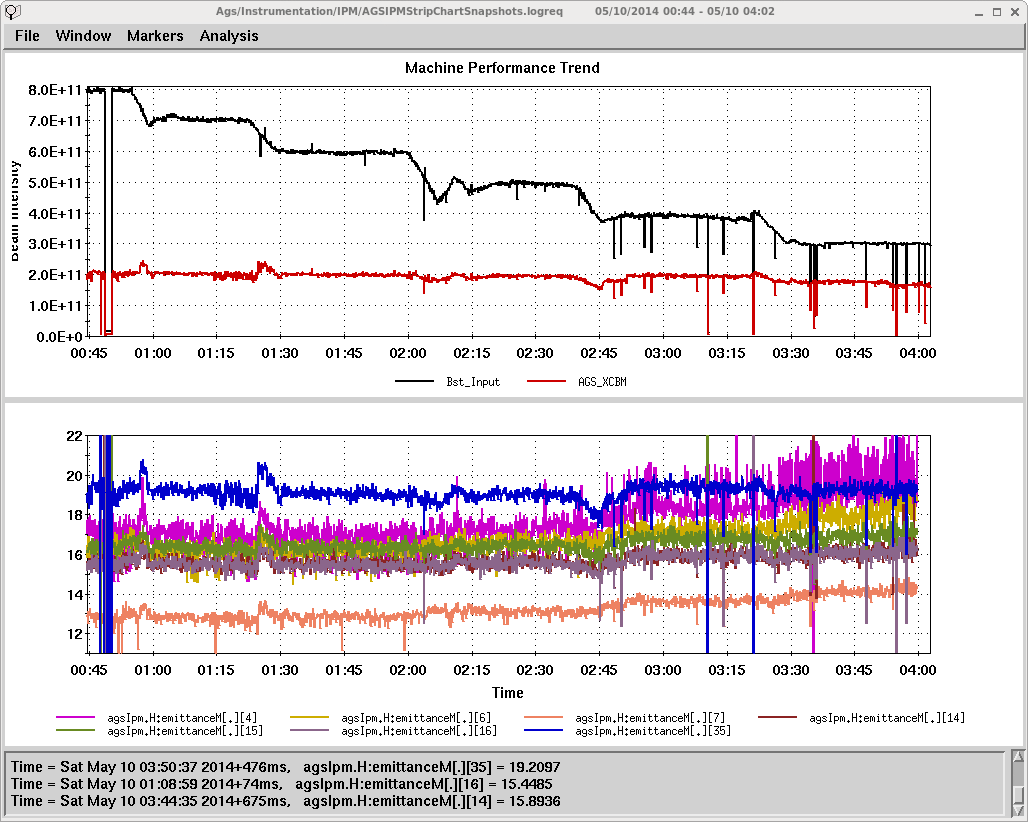 Ags/Instrumentation/IPM/AGSIPMStripChartSnapshots.logreq 05/10/2014 00:44 - 05/10 04:02
File Window Markers Analysis
Machine Performance Trend
Beam Intensity
8.0E+11
7.0E+11
6.0E+11
5.0E+11
4.0E+11
3.0E+11
2.0E+11
1.0E+11
0.0E+0
00:45 01:00 01:15 01:30 01:45 02:00 02:15 02:30 02:45 03:00 03:15 03:30 03:45 04:00
Bst_Input AGS_XCBM
22
20
18
16
14
12
00:45 01:00 01:15 01:30 01:45 02:00 02:15 02:30 02:45 03:00 03:15 03:30 03:45 04:00
Time
agsIpm.H:emittanceM[.][4] agsIpm.H:emittanceM[.][6] agsIpm.H:emittanceM[.][7] agsIpm.H:emittanceM[.][14]
agsIpm.H:emittanceM[.][15] agsIpm.H:emittanceM[.][16] agsIpm.H:emittanceM[.][35]
Time = Sat May 10 03:50:37 2014+476ms, agsIpm.H:emittanceM[.][35] = 19.2097
Time = Sat May 10 01:08:59 2014+74ms, agsIpm.H:emittanceM[.][16] = 15.4485
Time = Sat May 10 03:44:35 2014+675ms, agsIpm.H:emittanceM[.][14] = 15.8936